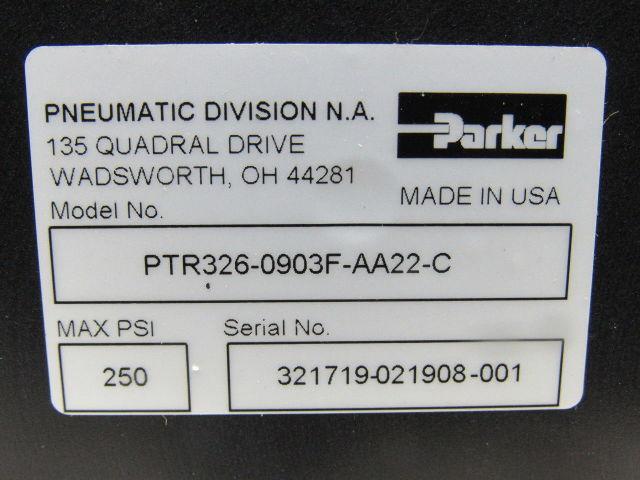 PNEUMATIC DIVISION N.A.
135 QUADRAL DRIVE
WADSWORTH, OH 44281
Parker
MADE IN USA
Model No.
PTR326-0903F-AA22-C
MAX PSI
250
Serial No.
321719-021908-001